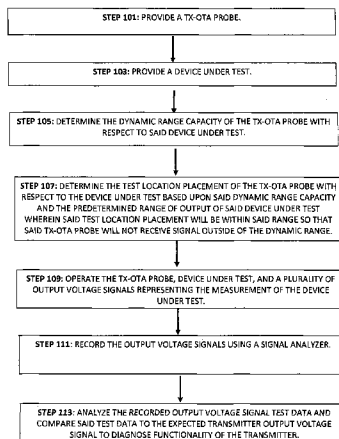 STEP 101: PROVIDE A TX-OTA PROBE.
STEP 103: PROVIDE A DEVICE UNDER TEST.
STEP 105: DETERMINE THE DYNAMIC RANGE CAPACITY OF THE TX-OTA PROBE WITH
RESPECT TO SAID DEVICE UNDER TEST.
STEP 107: DETERMINE THE TEST LOCATION PLACEMENT OF THE TX-OTA PROBE WITH
RESPECT TO THE DEVICE UNDER TEST BASED UPON SAID DYNAMIC RANGE CAPACITY
AND THE PREDETERMINED RANGE OF OUTPUT OF SAID DEVICE UNDER TEST
WHEREIN SAID TEST LOCATION PLACEMENT WILL BE WITHIN SAID RANGE SO THAT
SAID TX-OTA PROBE WILL NOT RECEIVE SIGNAL OUTSIDE OF THE DYNAMIC RANGE.
STEP 109: OPERATE THE TX-OTA PROBE, DEVICE UNDER TEST, AND A PLURALITY OF
OUTPUT VOLTAGE SIGNALS REPRESENTING THE MEASUREMENT OF THE DEVICE
UNDER TEST.
STEP 111: RECORD THE OUTPUT VOLTAGE SIGNALS USING A SIGNAL ANALYZER.
STEP 113: ANALYZE THE RECORDED OUTPUT VOLTAGE SIGNAL TEST DATA AND
COMPARE SAID TEST DATA TO THE EXPECTED TRANSMITTER OUTPUT VOLTAGE
SIGNAL TO DIAGNOSE FUNCTIONALITY OF THE TRANSMITTER.